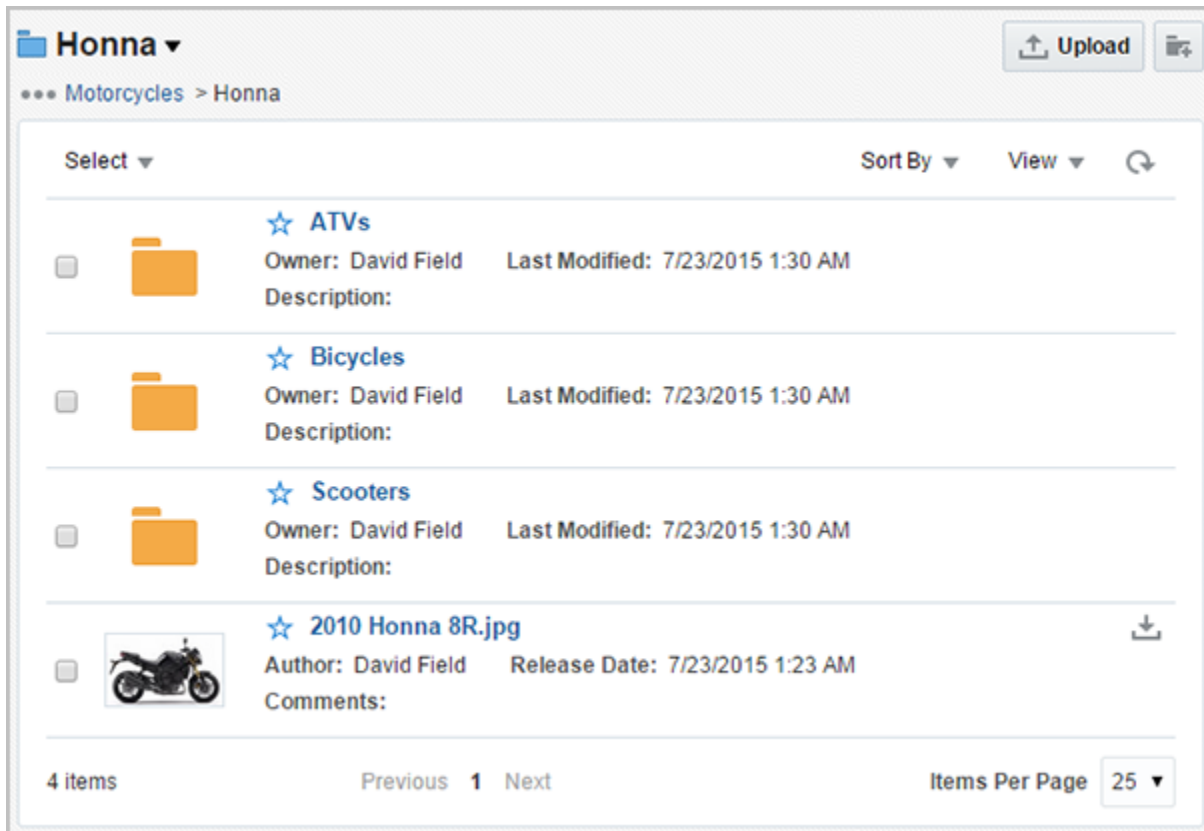 Honna
Upload
Motorcycles > Honna
Select Sort By View
ATVs
Owner: David Field Last Modified: 7/23/2015 1:30 AM
Description:
Bicycles
Owner: David Field Last Modified: 7/23/2015 1:30 AM
Description:
Scooters
Owner: David Field Last Modified: 7/23/2015 1:30 AM
Description:
2010 Honna 8R.jpg
Author: David Field Release Date: 7/23/2015 1:23 AM
Comments:
4 items Previous 1 Next Items Per Page 25